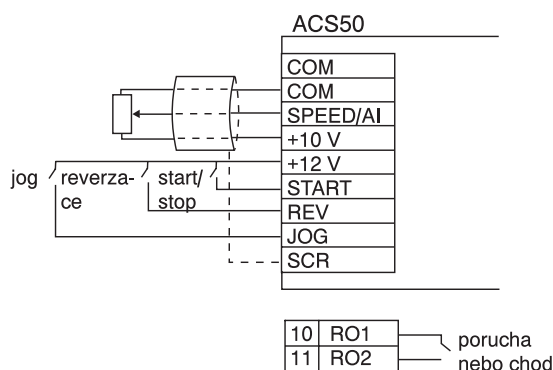 ACS50
COM
COM
SPEED/AI
+10 V
+12 V
START
REV
JOG
SCR
jog
reverza-
ce
start/
stop
10 RO1
11 RO2
porucha
nebo chod